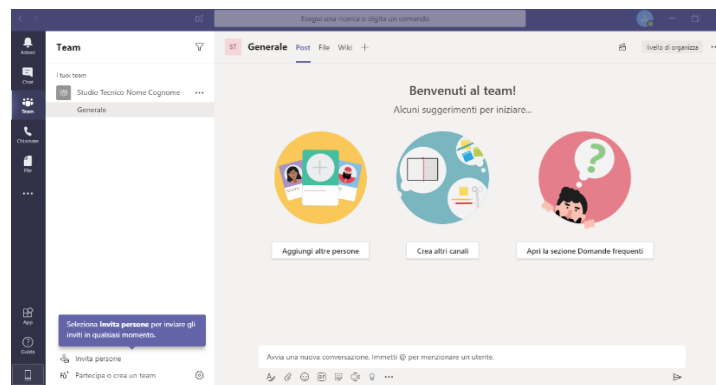 Esegui una ricerca o digita un comando
Attività
Chat
Team
Chiamate
File
App
Guida
Team
I tuoi team
Studio Tecnico Nome Cognome
Generale
Seleziona Invita persone per inviare gli
inviti in qualsiasi momento.
Invita persone
Partecipa o crea un team
ST Generale Post File Wiki
livello di organizza
Benvenuti al team!
Alcuni suggerimenti per iniziare...
Aggiungi altre persone
Crea altri canali
Apri la sezione Domande frequenti
Avvia una nuova conversazione. Immetti @ per menzionare un utente.
GIF